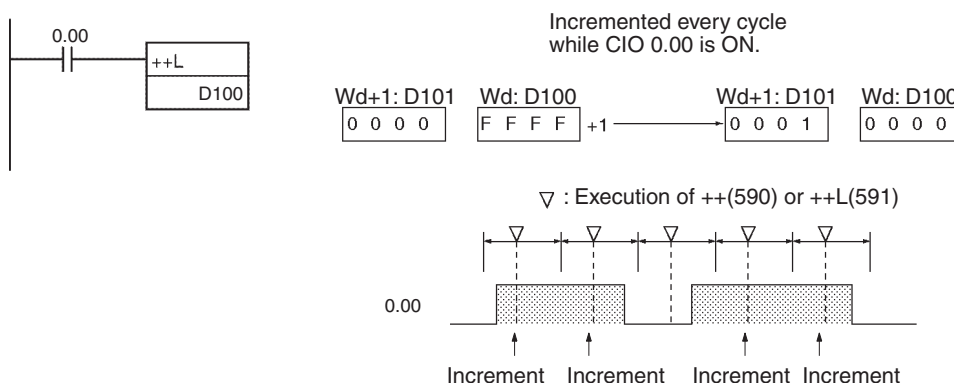 0.00
++L
D100
Incremented every cycle
while CIO 0.00 is ON.
Wd+1: D101 Wd: D100 Wd+1: D101 Wd: D100
0 0 0 0 F F F F +1 0 0 0 1 0 0 0 0
: Execution of ++(590) or ++L(591)
0.00
Increment Increment Increment Increment